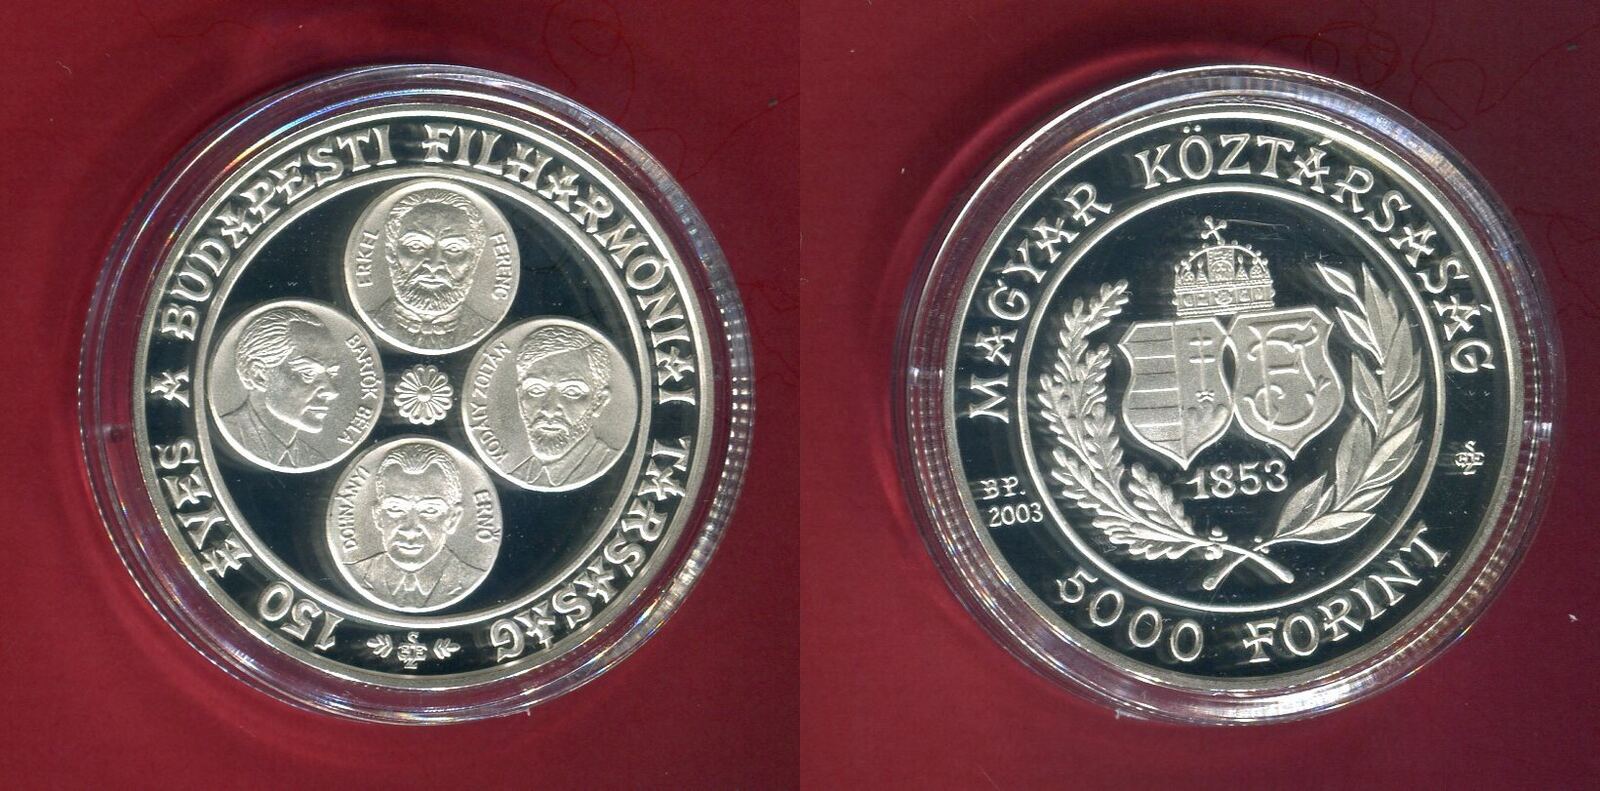 150 ÉVES A BUDAPESTI FILHARMÓNIAI TÁRSASÁG
ERKEL FERENC
BARTÓK BÉLA
KODÁLY ZOLTÁN
DOHNÁNYI ERNŐ
MAGYAR KÖZTÁRSASÁG
1853
BP.
2003
5000 FORINT